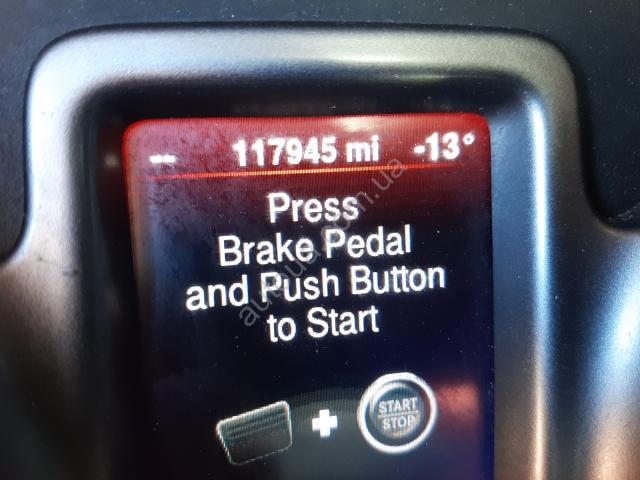 -- 117945 mi -13°
Press
Brake Pedal
and Push Button
to Start
START
STOP